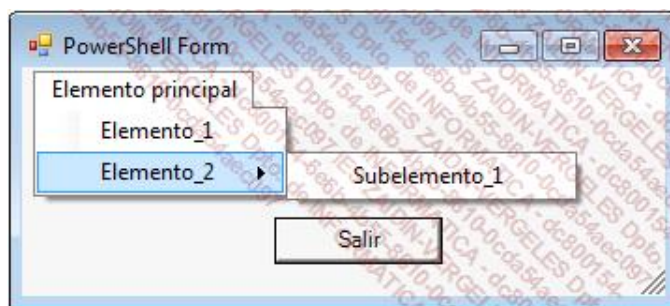 PowerShell Form
Elemento principal
Elemento_1
Elemento_2
Subelemento_1
Salir